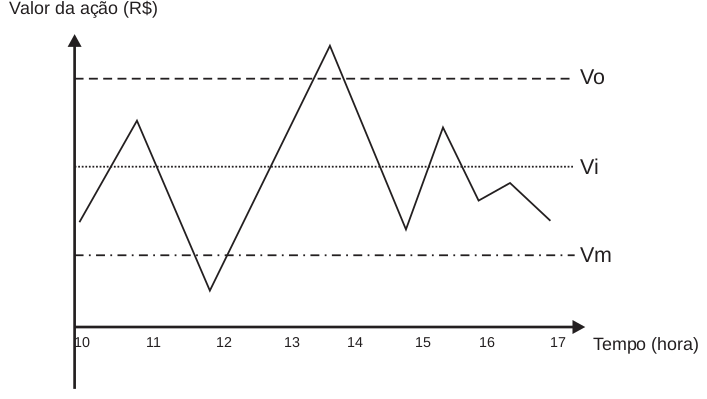 Valor da ação (R$)
Vo
Vi
Vm
10 11 12 13 14 15 16 17 Tempo (hora)